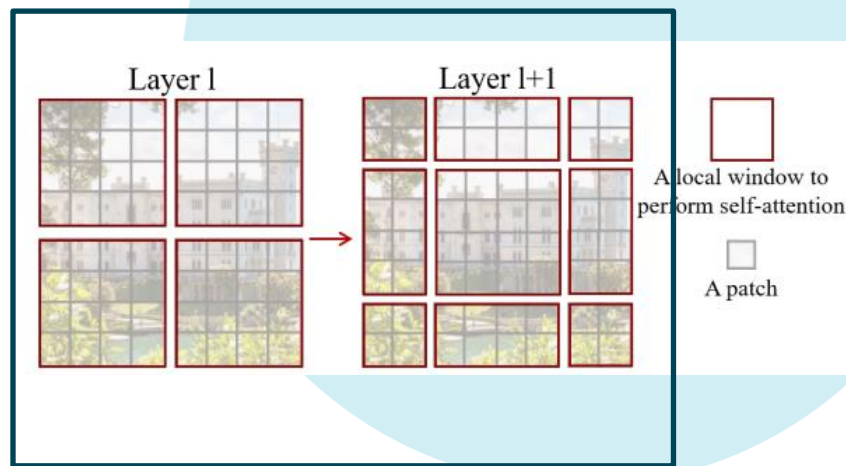 Layer l
Layer l+1
A local window to
perform self-attention
A patch